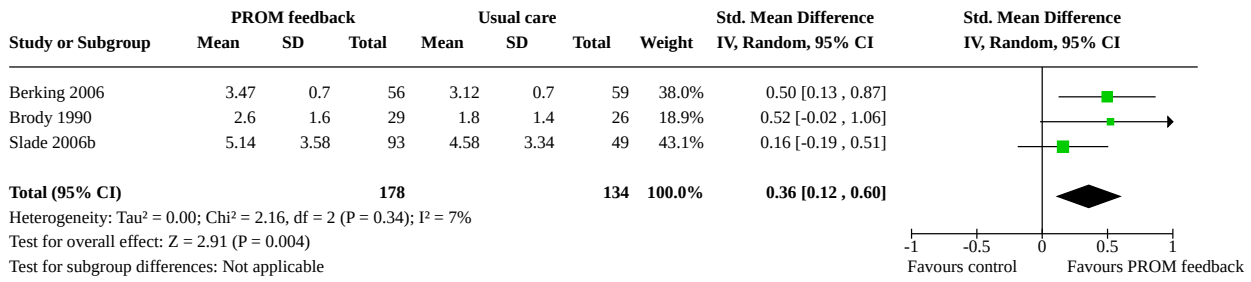 PROM feedback Usual care Std. Mean Difference Std. Mean Difference
Study or Subgroup Mean SD Total Mean SD Total Weight IV, Random, 95% CI IV, Random, 95% CI
Berking 2006 3.47 0.7 56 3.12 0.7 59 38.0% 0.50 [0.13 , 0.87]
Brody 1990 2.6 1.6 29 1.8 1.4 26 18.9% 0.52 [-0.02 , 1.06]
Slade 2006b 5.14 3.58 93 4.58 3.34 49 43.1% 0.16 [-0.19 , 0.51]
Total (95% CI) 178 134 100.0% 0.36 [0.12 , 0.60]
Heterogeneity: Tau² = 0.00; Chi² = 2.16, df = 2 (P = 0.34); I² = 7%
Test for overall effect: Z = 2.91 (P = 0.004) -1 -0.5 0 0.5 1
Test for subgroup differences: Not applicable Favours control Favours PROM feedback